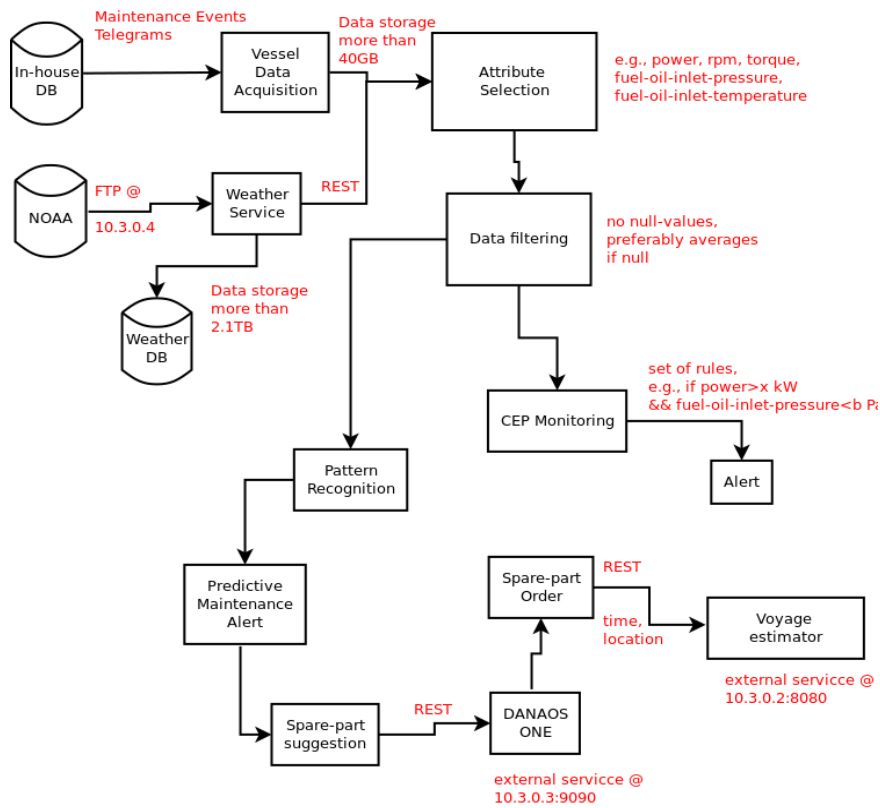 Maintenance Events
Telegrams
In-house
DB
Vessel
Data
Acquisition
Data storage
more than
40GB
Attribute
Selection
e.g., power, rpm, torque,
fuel-oil-inlet-pressure,
fuel-oil-inlet-temperature
NOAA
FTP @
10.3.0.4
Weather
Service
REST
Data filtering
no null-values,
preferably averages
if null
Weather
DB
Data storage
more than
2.1TB
set of rules,
e.g., if power>x kW
&& fuel-oil-inlet-pressure<b Pa
CEP Monitoring
Alert
Pattern
Recognition
Predictive
Maintenance
Alert
Spare-part
Order
REST
time,
location
Voyage
estimator
external servicce @
10.3.0.2:8080
Spare-part
suggestion
REST
DANAOS
ONE
external servicce @
10.3.0.3:9090